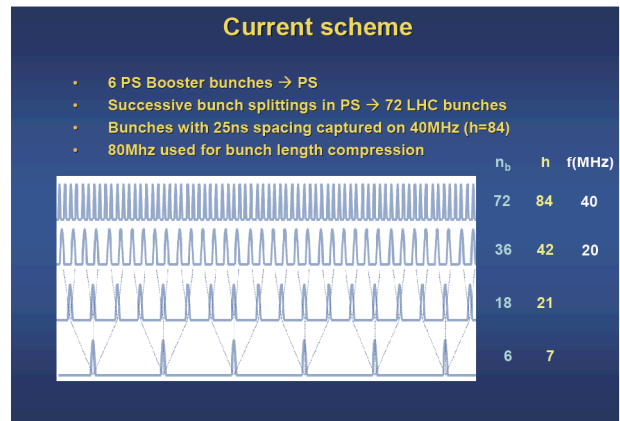 Current scheme
• 6 PS Booster bunches → PS
• Successive bunch splittings in PS → 72 LHC bunches
• Bunches with 25ns spacing captured on 40MHz (h=84)
• 80Mhz used for bunch length compression
nb h f(MHz)
72 84 40
36 42 20
18 21
6 7